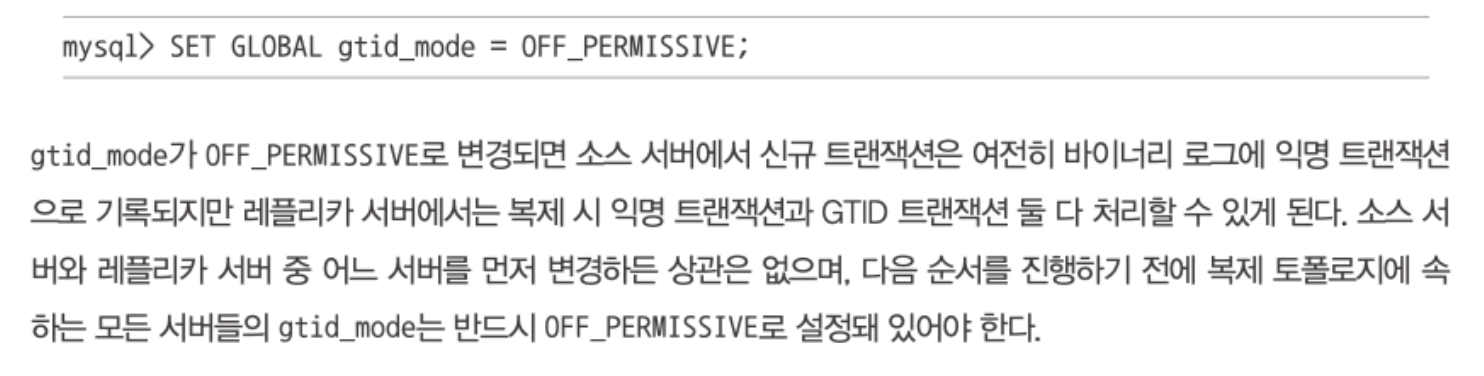 mysql> SET GLOBAL gtid_mode = OFF_PERMISSIVE;
gtid_mode가 OFF_PERMISSIVE로 변경되면 소스 서버에서 신규 트랜잭션은 여전히 바이너리 로그에 익명 트랜잭션
으로 기록되지만 레플리카 서버에서는 복제 시 익명 트랜잭션과 GTID 트랜잭션 둘 다 처리할 수 있게 된다. 소스 서
버와 레플리카 서버 중 어느 서버를 먼저 변경하든 상관은 없으며, 다음 순서를 진행하기 전에 복제 토폴로지에 속
하는 모든 서버들의 gtid_mode는 반드시 OFF_PERMISSIVE로 설정돼 있어야 한다.